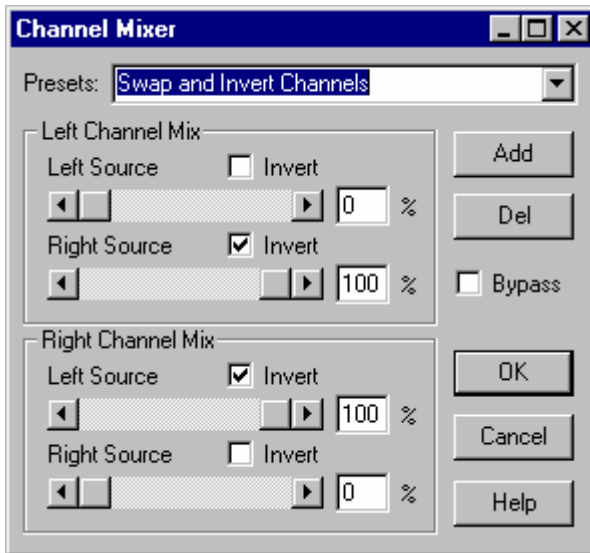 Channel Mixer
Presets: Swap and Invert Channels
Left Channel Mix
Left Source Invert
0 %
Right Source Invert
100 %
Right Channel Mix
Left Source Invert
100 %
Right Source Invert
0 %
Add
Del
Bypass
OK
Cancel
Help